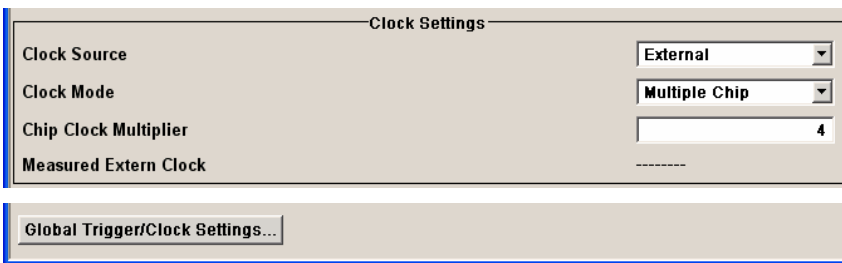 Clock Settings
Clock Source External
Clock Mode Multiple Chip
Chip Clock Multiplier 4
Measured Extern Clock --------
Global Trigger/Clock Settings...